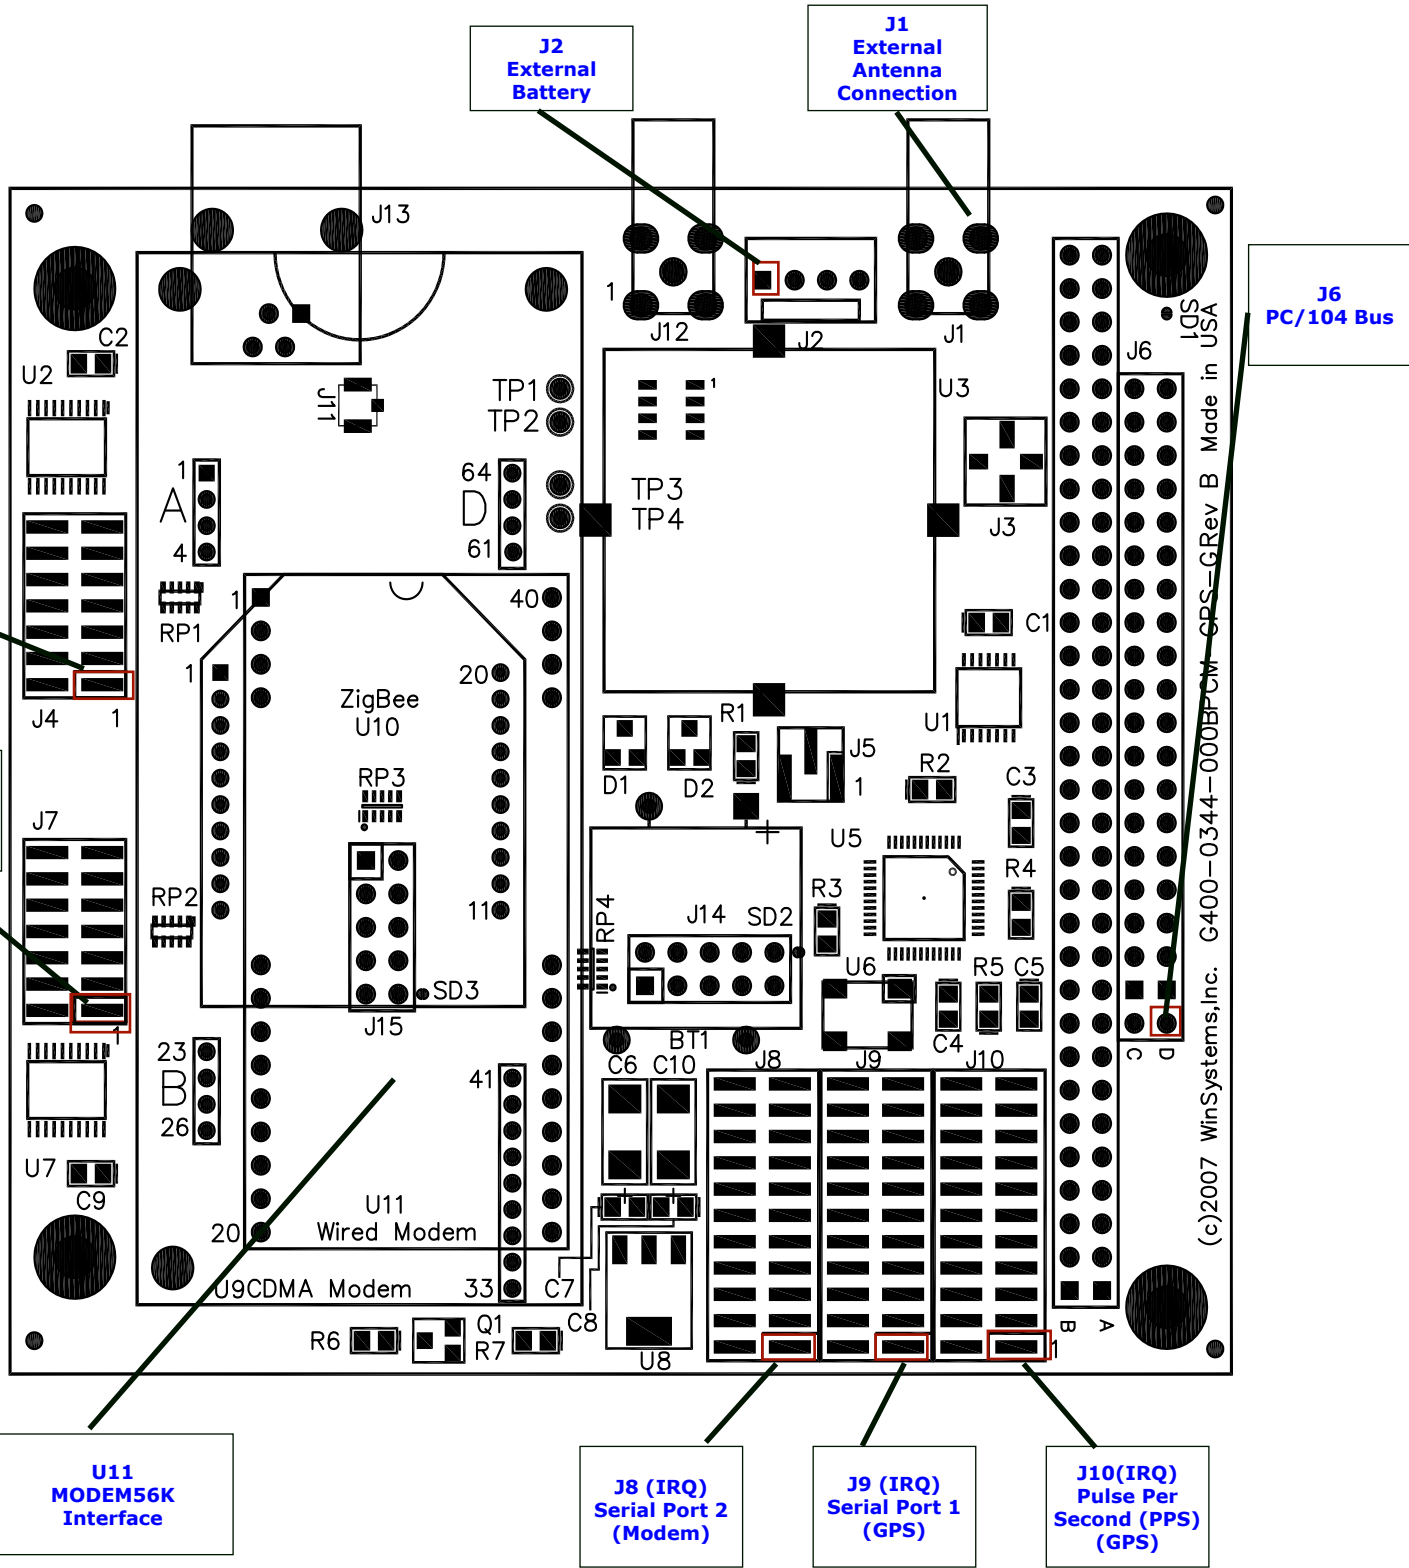 J2
External
Battery
J1
External
Antenna
Connection
J6
PC/104 Bus
J13
1
J12
J2
J1
SD1
J6
C2
U2
J11
TP1
TP2
1
U3
1
A
4
64
D
61
TP3
TP4
J3
RP1
1
40
C1
1
20
ZigBee
U10
J4
1
R1
U1
RP3
D1
D2
J5
1
R2
C3
J7
U5
RP2
11
RP4
J14
SD2
R3
R4
SD3
J15
U6
R5
C5
1
BT1
C4
23
B
26
C6
C10
J8
J9
J10
C
D
41
U7
C9
U11
Wired Modem
20
U9CDMA Modem
33
C7
C8
R6
Q1
R7
U8
1
B
A
(c)2007 WinSystems,Inc. G400-0344-000BPCM-GPS-GRev B Made in USA
U11
MODEM56K
Interface
J8 (IRQ)
Serial Port 2
(Modem)
J9 (IRQ)
Serial Port 1
(GPS)
J10(IRQ)
Pulse Per
Second (PPS)
(GPS)